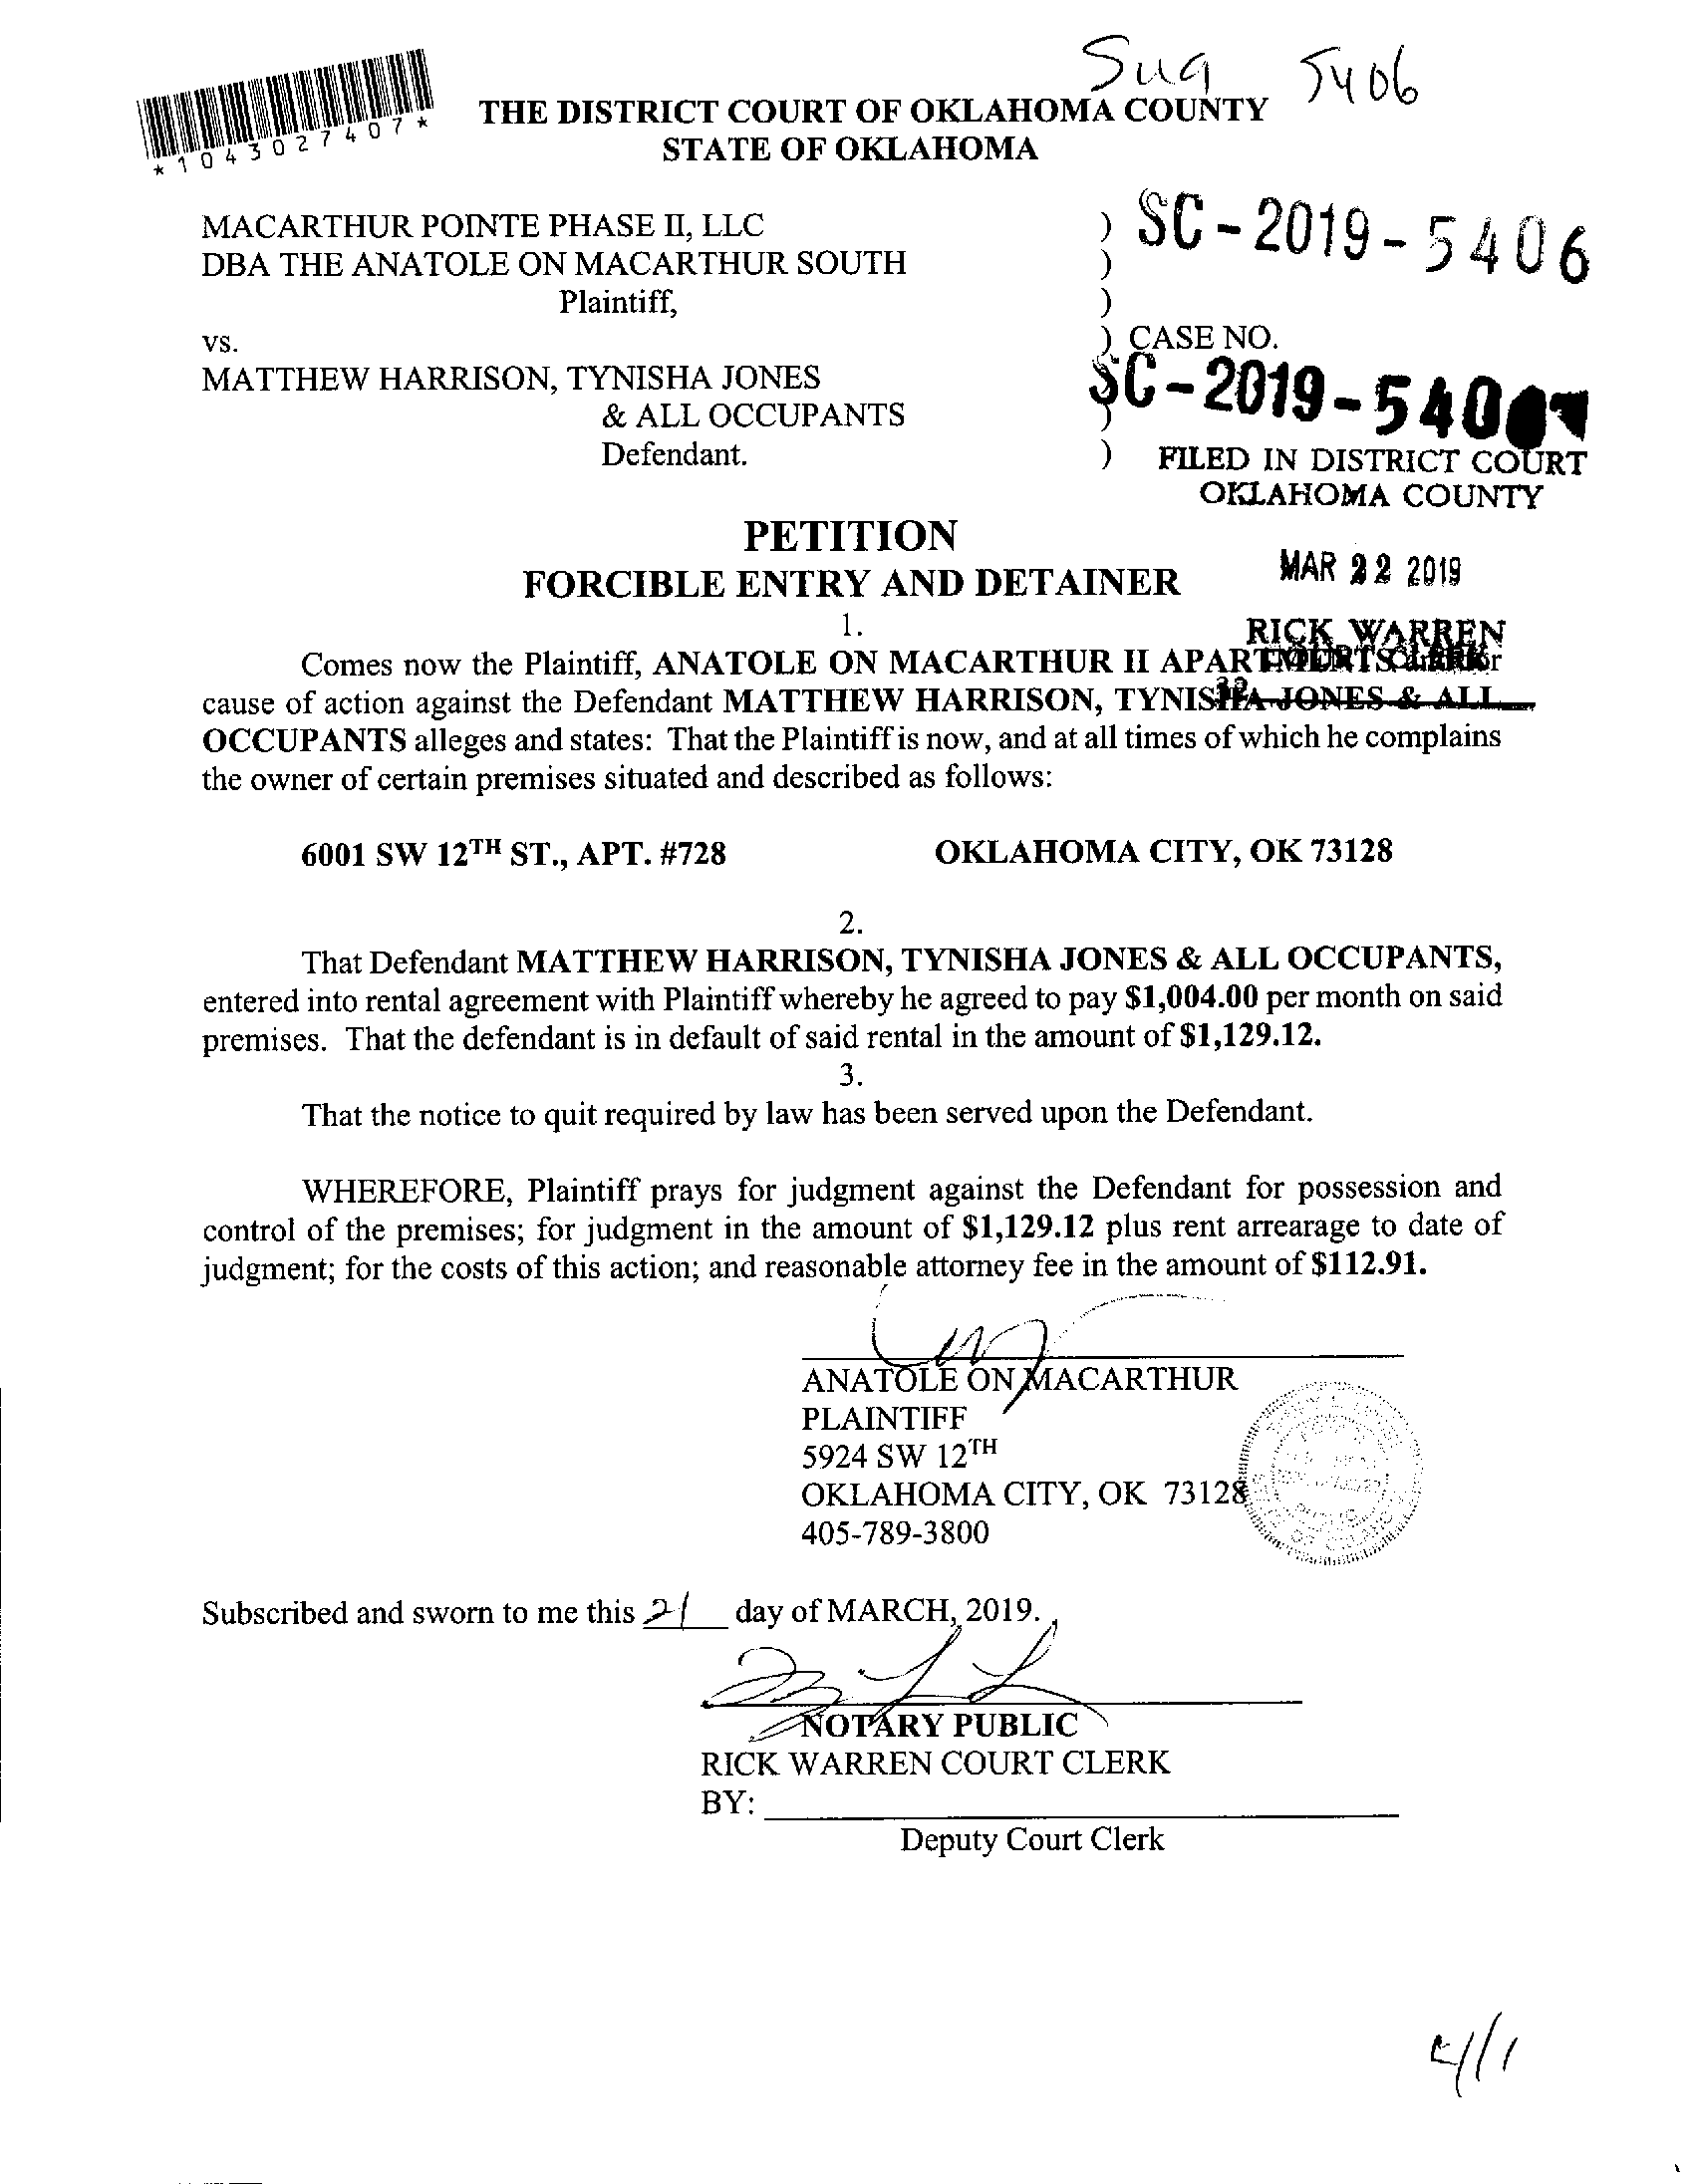 Sug 5406
*1043027407*
THE DISTRICT COURT OF OKLAHOMA COUNTY
STATE OF OKLAHOMA
MACARTHUR POINTE PHASE II, LLC ) SC-2019-5406
DBA THE ANATOLE ON MACARTHUR SOUTH )
Plaintiff, )
vs. ) CASE NO.
MATTHEW HARRISON, TYNISHA JONES ) SC-2019-540
& ALL OCCUPANTS )
Defendant. ) FILED IN DISTRICT COURT
OKLAHOMA COUNTY
PETITION
FORCIBLE ENTRY AND DETAINER
MAR 22 2019
1.
RICK WARREN
COURT CLERK
32
Comes now the Plaintiff, ANATOLE ON MACARTHUR II APARTMENTS and for
cause of action against the Defendant MATTHEW HARRISON, TYNISHA JONES & ALL
OCCUPANTS alleges and states: That the Plaintiff is now, and at all times of which he complains
the owner of certain premises situated and described as follows:
6001 SW 12TH ST., APT. #728 OKLAHOMA CITY, OK 73128
2.
That Defendant MATTHEW HARRISON, TYNISHA JONES & ALL OCCUPANTS,
entered into rental agreement with Plaintiff whereby he agreed to pay $1,004.00 per month on said
premises. That the defendant is in default of said rental in the amount of $1,129.12.
3.
That the notice to quit required by law has been served upon the Defendant.
WHEREFORE, Plaintiff prays for judgment against the Defendant for possession and
control of the premises; for judgment in the amount of $1,129.12 plus rent arrearage to date of
judgment; for the costs of this action; and reasonable attorney fee in the amount of $112.91.
ANATOLE ON MACARTHUR
PLAINTIFF
5924 SW 12TH
OKLAHOMA CITY, OK 73128
405-789-3800
Subscribed and sworn to me this 21 day of MARCH, 2019.
NOTARY PUBLIC
RICK WARREN COURT CLERK
BY:
Deputy Court Clerk